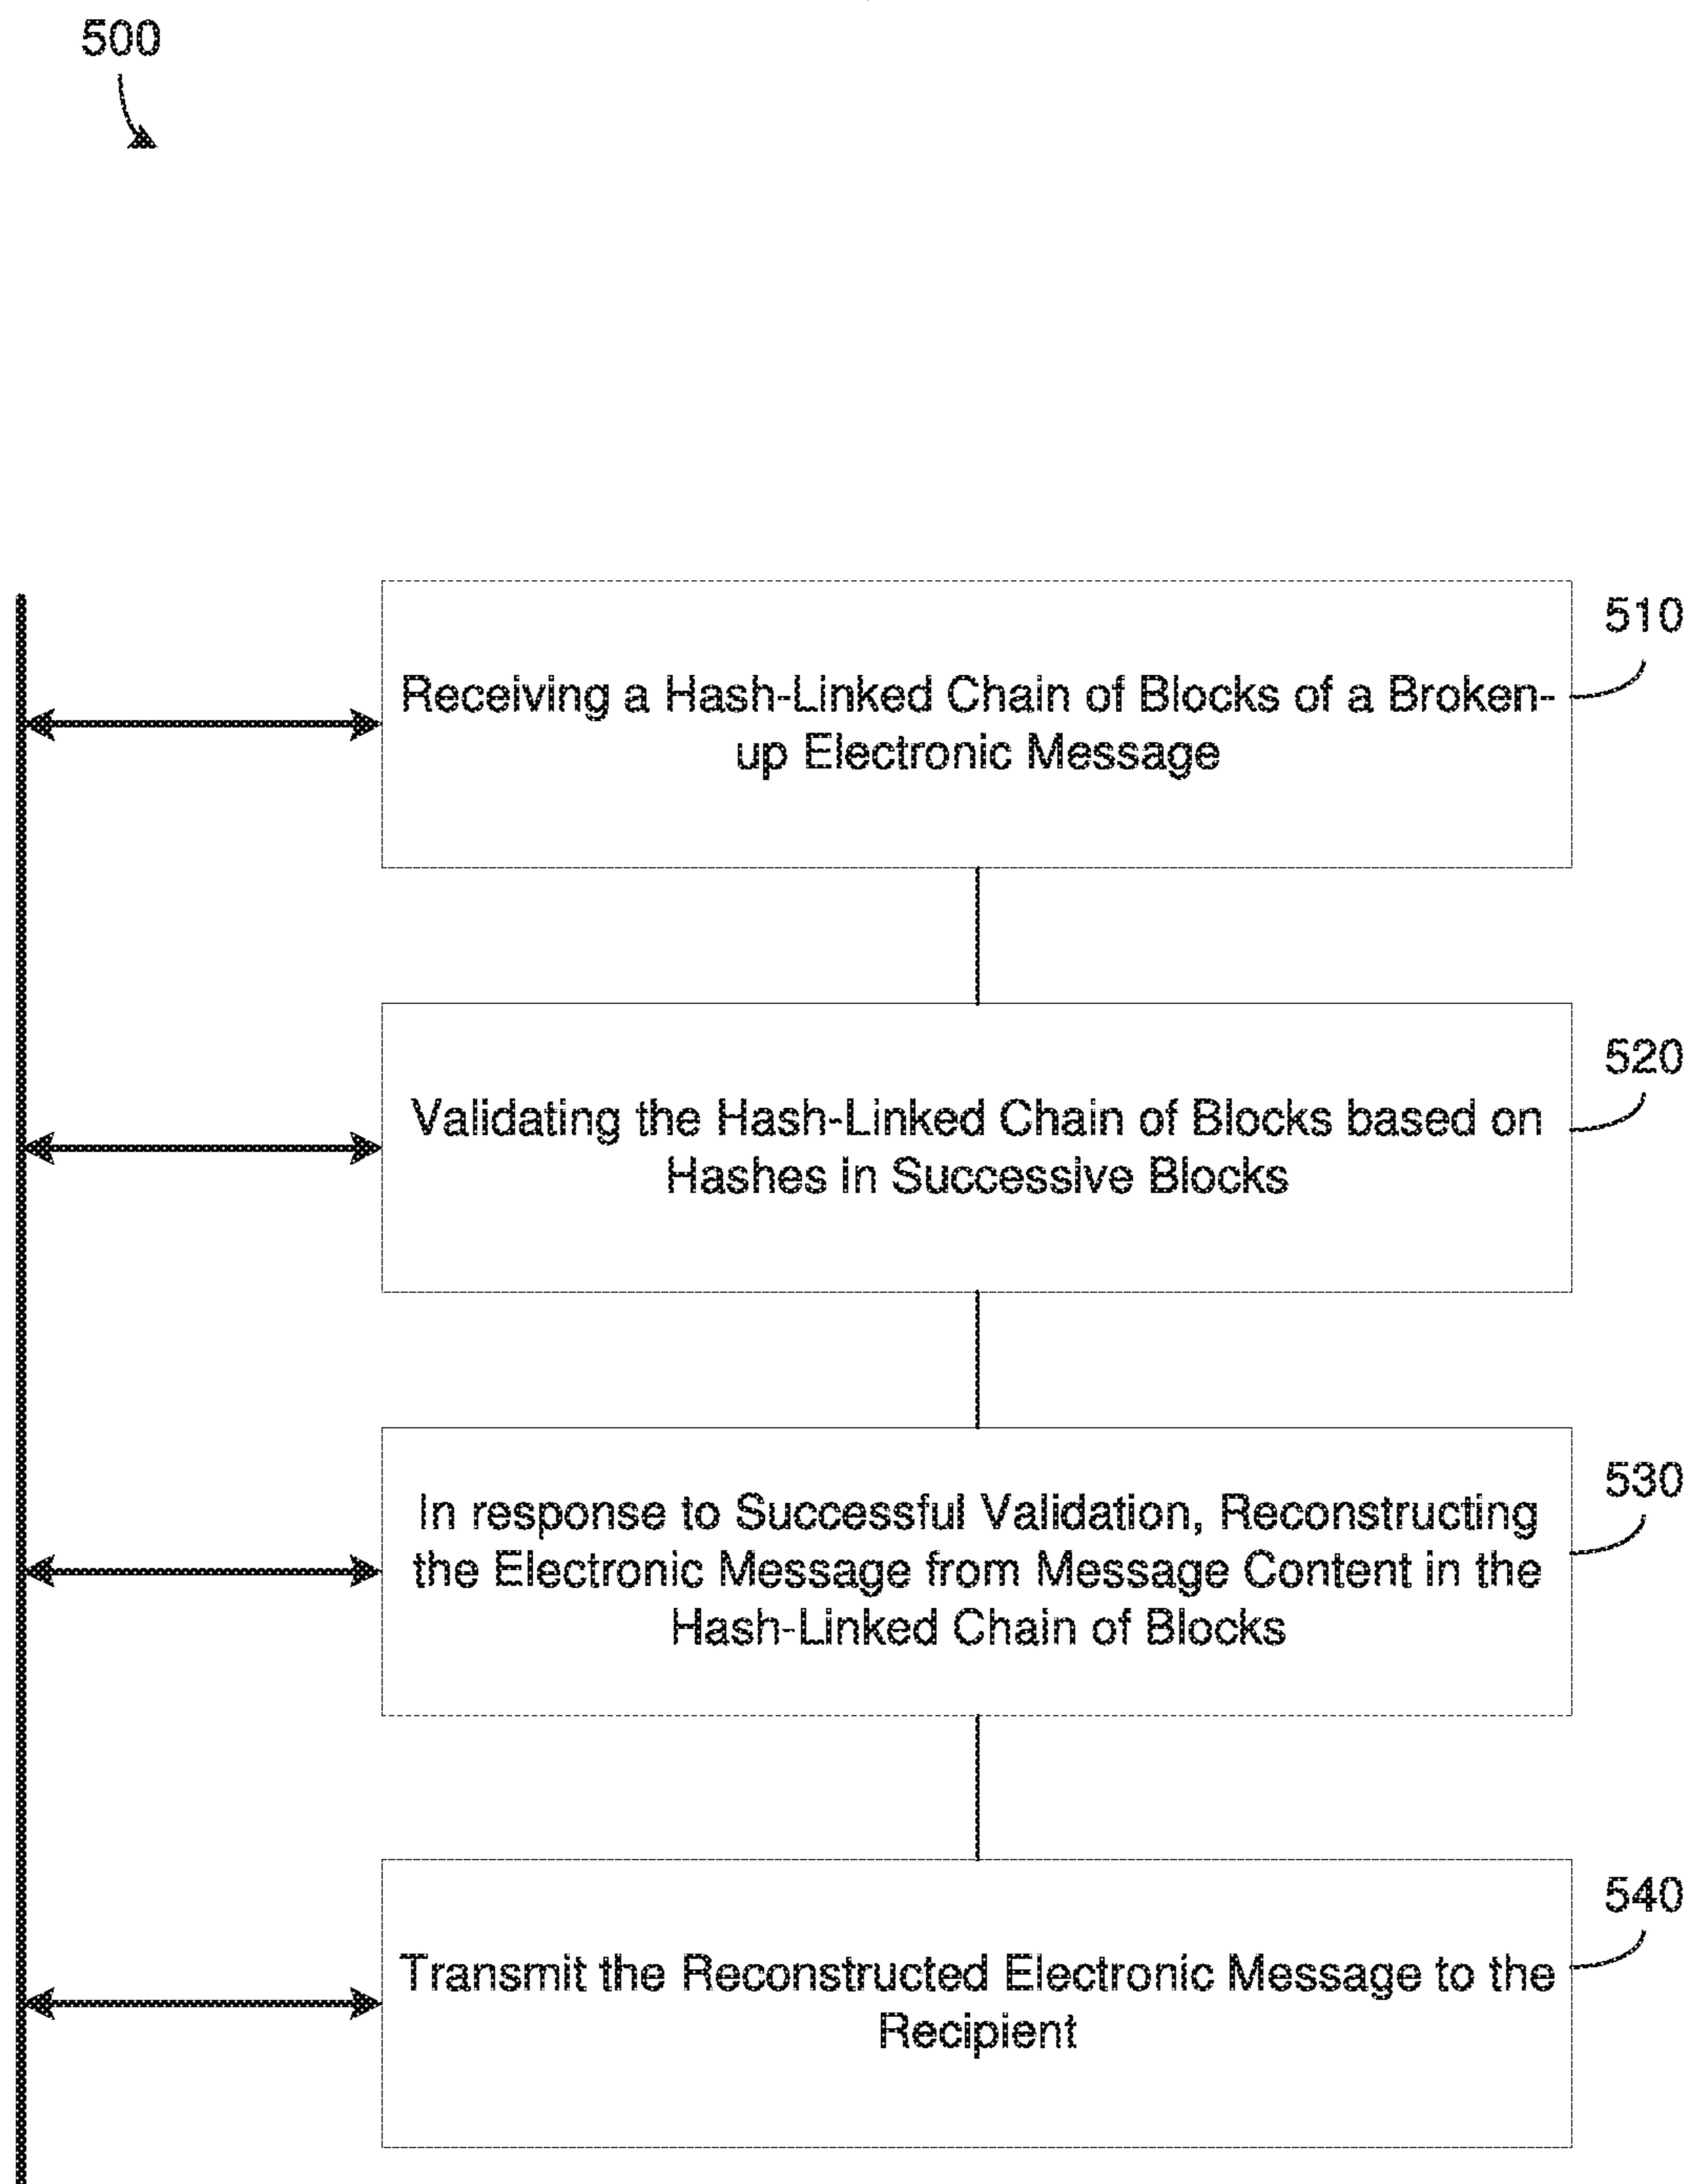 500
510
Receiving a Hash-Linked Chain of Blocks of a Broken-
up Electronic Message
520
Validating the Hash-Linked Chain of Blocks based on
Hashes in Successive Blocks
530
In response to Successful Validation, Reconstructing
the Electronic Message from Message Content in the
Hash-Linked Chain of Blocks
540
Transmit the Reconstructed Electronic Message to the
Recipient